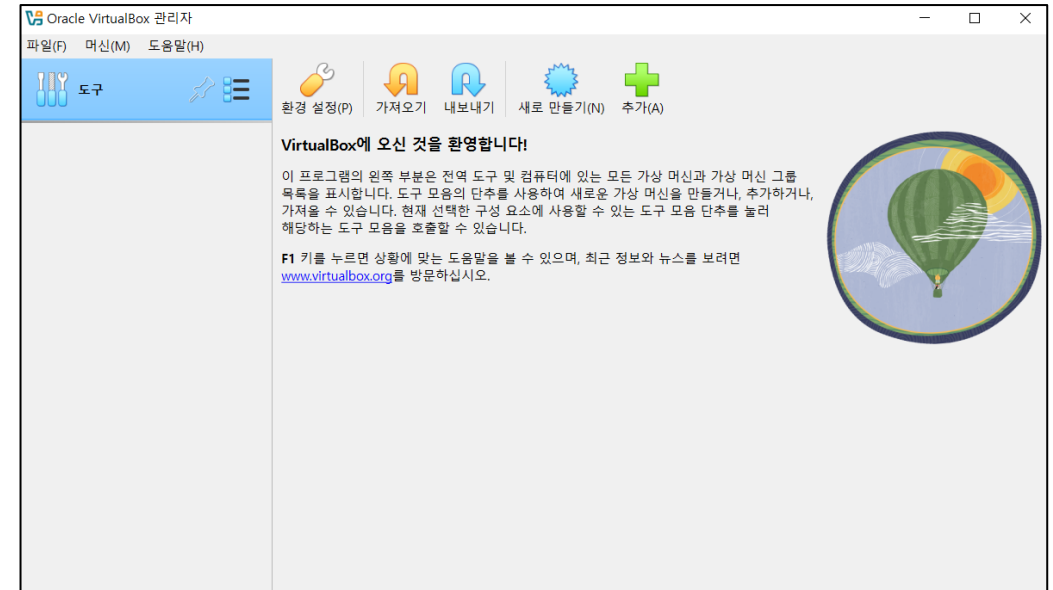 Oracle VirtualBox 관리자
파일(F) 머신(M) 도움말(H)
도구
환경 설정(P) 가져오기 내보내기 새로 만들기(N) 추가(A)
VirtualBox에 오신 것을 환영합니다!
이 프로그램의 왼쪽 부분은 전역 도구 및 컴퓨터에 있는 모든 가상 머신과 가상 머신 그룹
목록을 표시합니다. 도구 모음의 단추를 사용하여 새로운 가상 머신을 만들거나, 추가하거나,
가져올 수 있습니다. 현재 선택한 구성 요소에 사용할 수 있는 도구 모음 단추를 눌러
해당하는 도구 모음을 호출할 수 있습니다.
F1 키를 누르면 상황에 맞는 도움말을 볼 수 있으며, 최근 정보와 뉴스를 보려면
www.virtualbox.org를 방문하십시오.